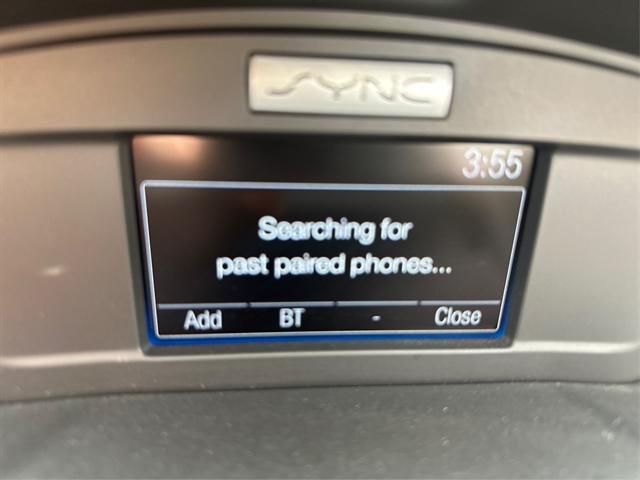 SYNC
3:55
Searching for
past paired phones...
Add BT - Close